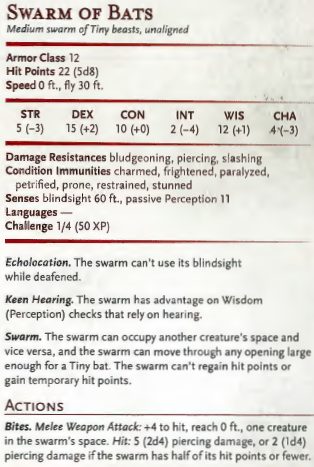 SWARM OF BATS
Medium swarm of Tiny beasts, unaligned
Armor Class 12
Hit Points 22 (5d8)
Speed 0 ft., fly 30 ft.
STR DEX CON INT WIS CHA
5 (−3) 15 (+2) 10 (+0) 2 (−4) 12 (+1) 4 (−3)
Damage Resistances bludgeoning, piercing, slashing
Condition Immunities charmed, frightened, paralyzed,
petrified, prone, restrained, stunned
Senses blindsight 60 ft., passive Perception 11
Languages —
Challenge 1/4 (50 XP)
Echolocation. The swarm can't use its blindsight
while deafened.
Keen Hearing. The swarm has advantage on Wisdom
(Perception) checks that rely on hearing.
Swarm. The swarm can occupy another creature's space and
vice versa, and the swarm can move through any opening large
enough for a Tiny bat. The swarm can't regain hit points or
gain temporary hit points.
ACTIONS
Bites. Melee Weapon Attack: +4 to hit, reach 0 ft., one creature
in the swarm's space. Hit: 5 (2d4) piercing damage, or 2 (1d4)
piercing damage if the swarm has half of its hit points or fewer.